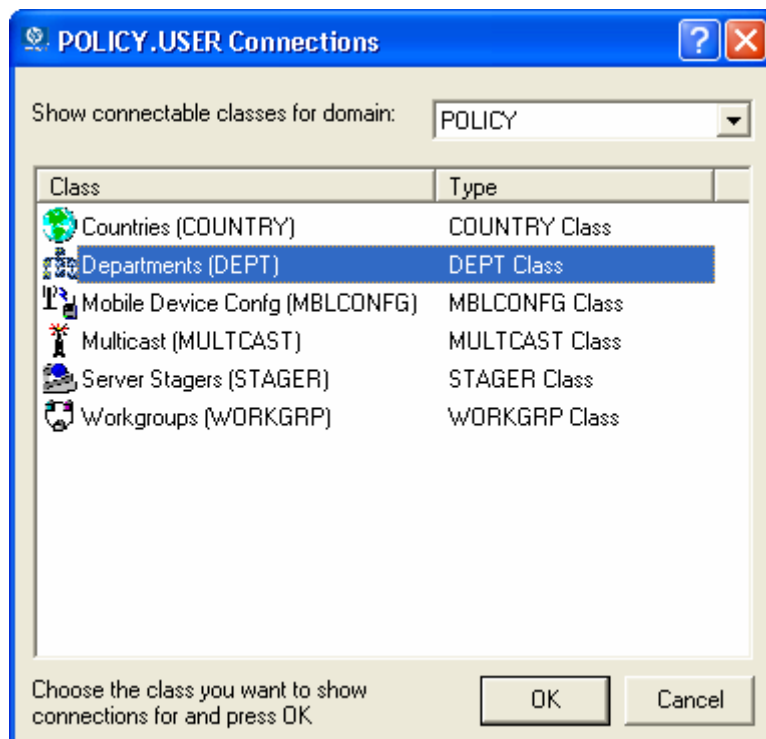 POLICY.USER Connections
Show connectable classes for domain: POLICY
Class Type
Countries (COUNTRY) COUNTRY Class
Departments (DEPT) DEPT Class
Mobile Device Confg (MBLCONFG) MBLCONFG Class
Multicast (MULTCAST) MULTCAST Class
Server Stagers (STAGER) STAGER Class
Workgroups (WORKGRP) WORKGRP Class
Choose the class you want to show
connections for and press OK
OK Cancel